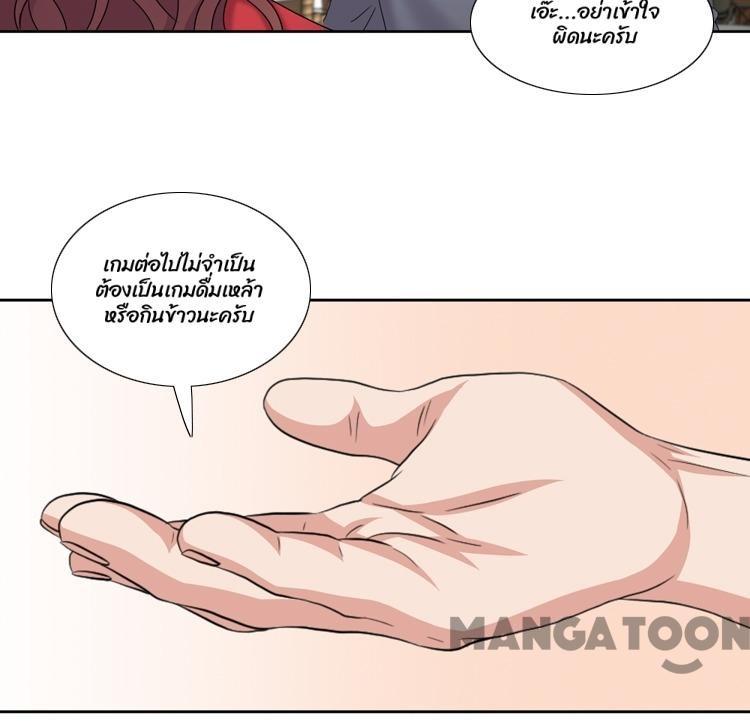 เอ๊ะ...อย่าเข้าใจ
ผิดนะครับ
เกมต่อไปไม่จำเป็น
ต้องเป็นเกมดื่มเหล้า
หรือกินข้าวนะครับ
MANGATOON